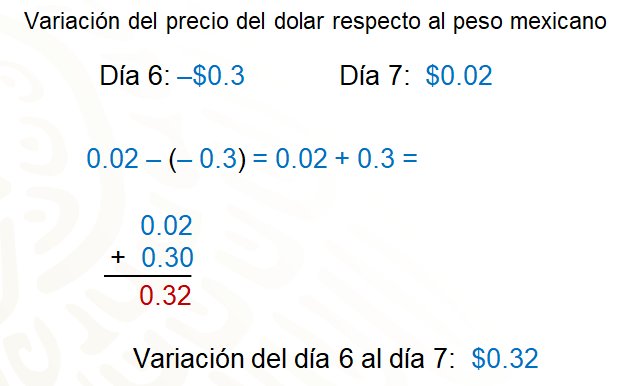 Variación del precio del dolar respecto al peso mexicano
Día 6: –$0.3 Día 7: $0.02
0.02 – (– 0.3) = 0.02 + 0.3 =
0.02
+ 0.30
0.32
Variación del día 6 al día 7: $0.32